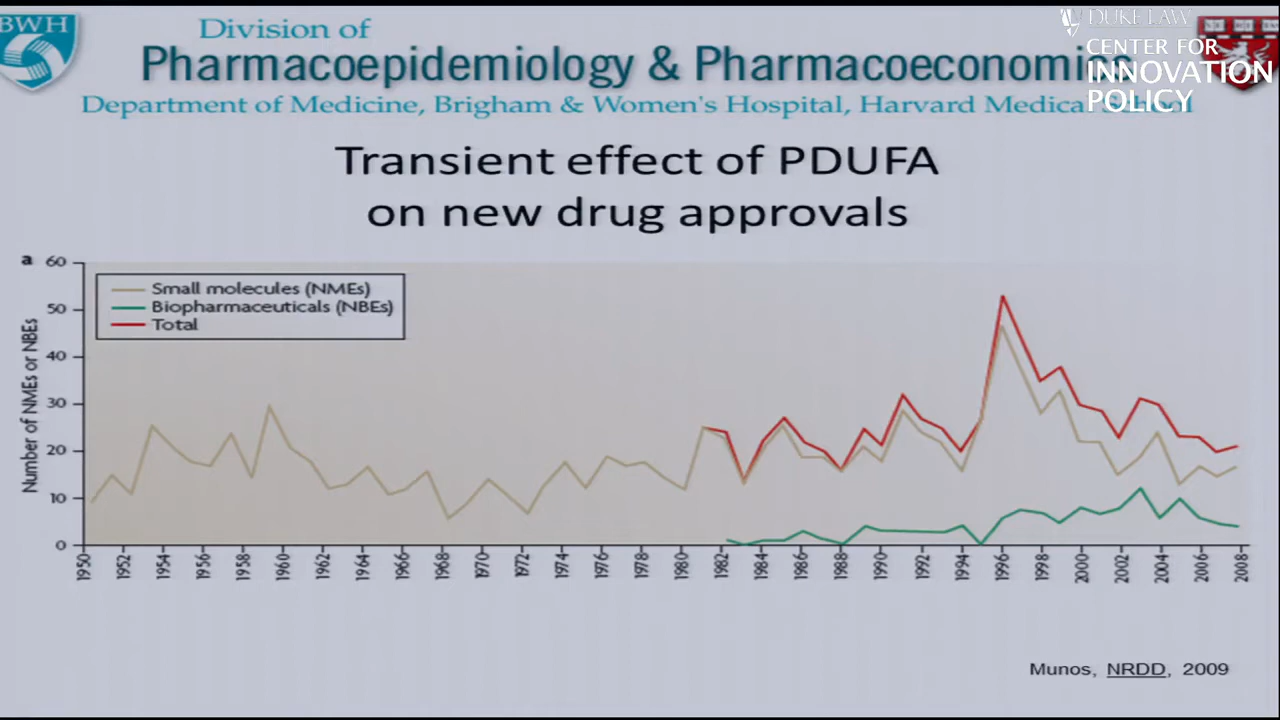 BWH
Division of
Pharmacoepidemiology & Pharmacoeconomi
Department of Medicine, Brigham & Women's Hospital, Harvard Medical School
DUKE LAW
CENTER FOR
INNOVATION
POLICY
Transient effect of PDUFA
on new drug approvals
a
Number of NMEs or NBEs
60
50
40
30
20
10
0
Small molecules (NMEs)
Biopharmaceuticals (NBEs)
Total
1950 1952 1954 1956 1958 1960 1962 1964 1966 1968 1970 1972 1974 1976 1978 1980 1982 1984 1986 1988 1990 1992 1994 1996 1998 2000 2002 2004 2006 2008
Munos, NRDD, 2009